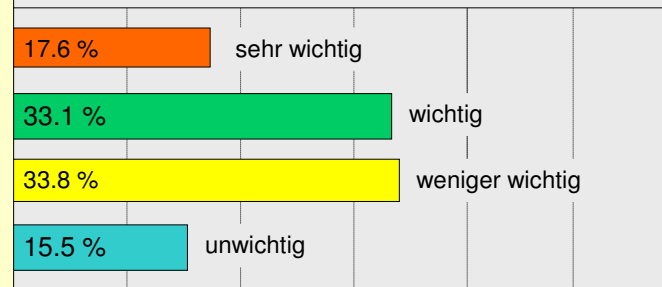 17.6 % sehr wichtig
33.1 % wichtig
33.8 % weniger wichtig
15.5 % unwichtig